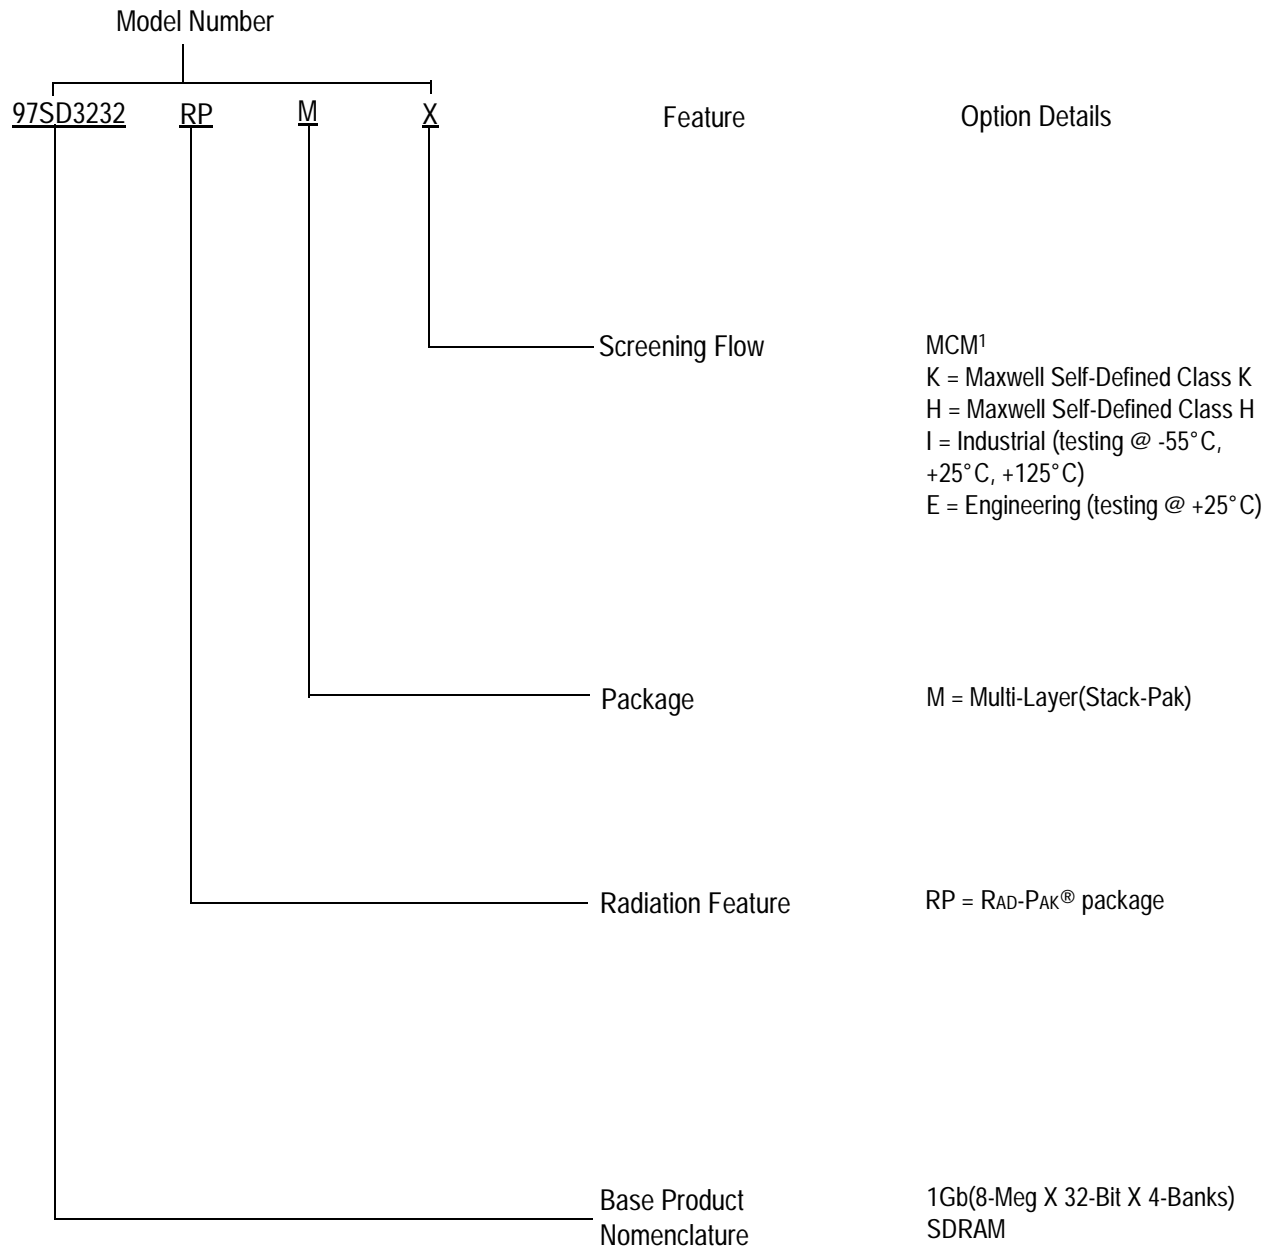 Model Number
97SD3232 RP M X Feature Option Details
Screening Flow MCM¹
K = Maxwell Self-Defined Class K
H = Maxwell Self-Defined Class H
I = Industrial (testing @ -55°C,
+25°C, +125°C)
E = Engineering (testing @ +25°C)
Package M = Multi-Layer(Stack-Pak)
Radiation Feature RP = RAD-PAK® package
Base Product 1Gb(8-Meg X 32-Bit X 4-Banks)
Nomenclature SDRAM